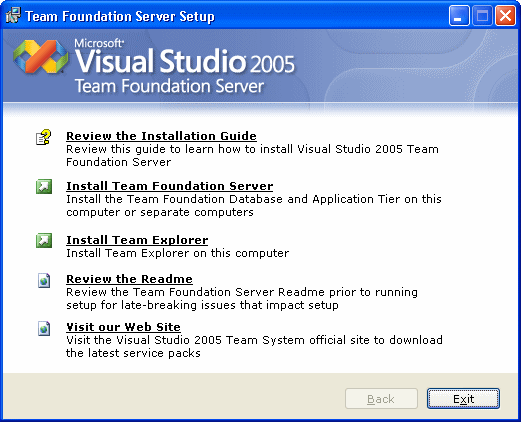 Team Foundation Server Setup
Microsoft®
Visual Studio® 2005
Team Foundation Server
Review the Installation Guide
Review this guide to learn how to install Visual Studio 2005 Team
Foundation Server
Install Team Foundation Server
Install the Team Foundation Database and Application Tier on this
computer or separate computers
Install Team Explorer
Install Team Explorer on this computer
Review the Readme
Review the Team Foundation Server Readme prior to running
setup for late-breaking issues that impact setup
Visit our Web Site
Visit the Visual Studio 2005 Team System official site to download
the latest service packs
Back
Exit